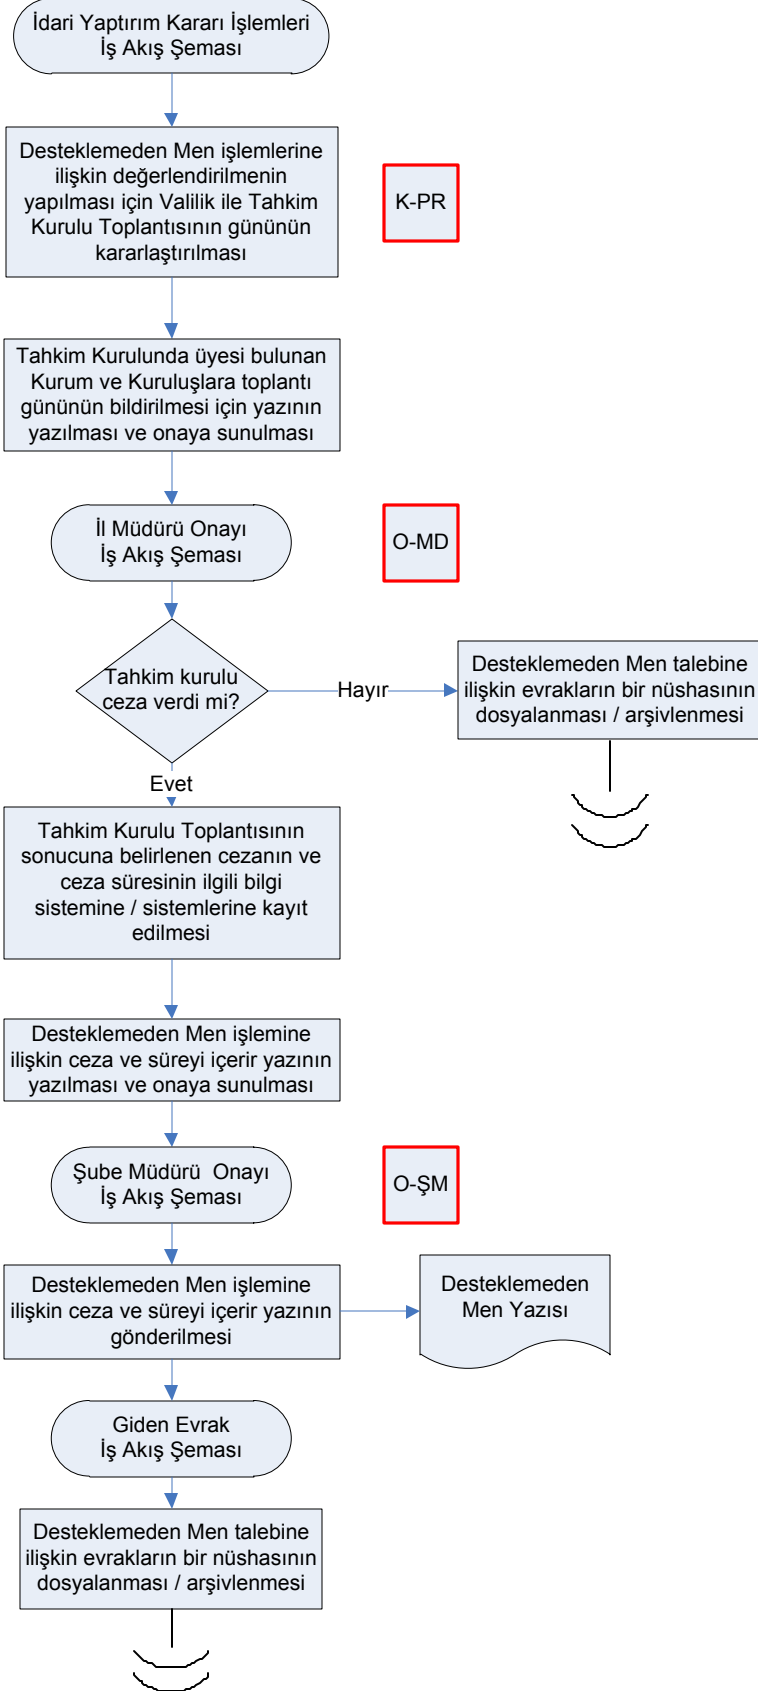 İdari Yaptırım Kararı İşlemleri
İş Akış Şeması
Desteklemeden Men işlemlerine
ilişkin değerlendirilmenin
yapılması için Valilik ile Tahkim
Kurulu Toplantısının gününün
kararlaştırılması
K-PR
Tahkim Kurulunda üyesi bulunan
Kurum ve Kuruluşlara toplantı
gününün bildirilmesi için yazının
yazılması ve onaya sunulması
İl Müdürü Onayı
İş Akış Şeması
O-MD
Tahkim kurulu
ceza verdi mi?
Hayır
Desteklemeden Men talebine
ilişkin evrakların bir nüshasının
dosyalanması / arşivlenmesi
Evet
Tahkim Kurulu Toplantısının
sonucuna belirlenen cezanın ve
ceza süresinin ilgili bilgi
sistemine / sistemlerine kayıt
edilmesi
Desteklemeden Men işlemine
ilişkin ceza ve süreyi içerir yazının
yazılması ve onaya sunulması
Şube Müdürü  Onayı
İş Akış Şeması
O-ŞM
Desteklemeden Men işlemine
ilişkin ceza ve süreyi içerir yazının
gönderilmesi
Desteklemeden
Men Yazısı
Giden Evrak
İş Akış Şeması
Desteklemeden Men talebine
ilişkin evrakların bir nüshasının
dosyalanması / arşivlenmesi